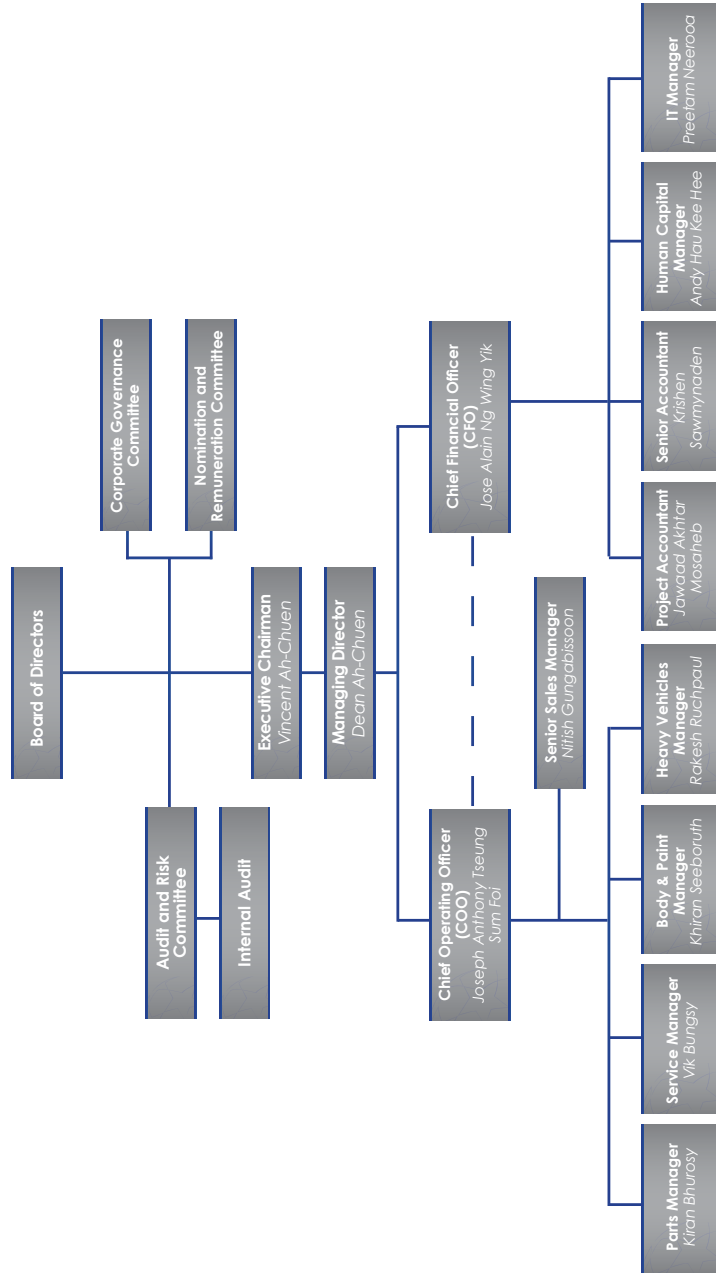 Board of Directors
Audit and Risk
Committee
Internal Audit
Corporate Governance
Committee
Nomination and
Remuneration Committee
Executive Chairman
Vincent Ah-Chuen
Managing Director
Dean Ah-Chuen
Chief Operating Officer
(COO)
Joseph Anthony Tseung
Sum Foi
Chief Financial Officer
(CFO)
Jose Alain Ng Wing Yik
Senior Sales Manager
Nitish Gungabissoon
Parts Manager
Kiran Bhurosy
Service Manager
Vik Bungsy
Body & Paint
Manager
Khiran Seeboruth
Heavy Vehicles
Manager
Rakesh Ruchpaul
Project Accountant
Jawaad Akhtar
Mosaheb
Senior Accountant
Krishen
Sawmynaden
Human Capital
Manager
Andy Hau Kee Hee
IT Manager
Preetam Neerooa